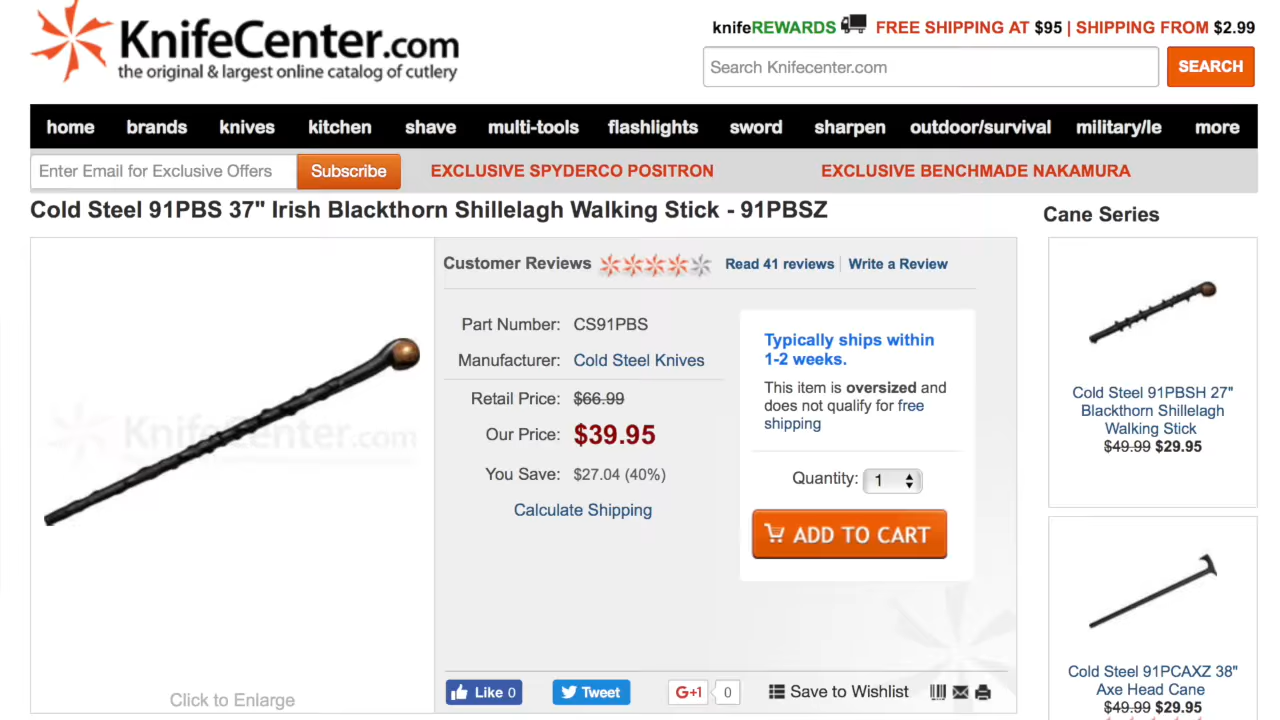 KnifeCenter.com
the original & largest online catalog of cutlery
knifeREWARDS FREE SHIPPING AT $95 | SHIPPING FROM $2.99
Search Knifecenter.com
SEARCH
home brands knives kitchen shave multi-tools flashlights sword sharpen outdoor/survival military/le more
Enter Email for Exclusive Offers Subscribe EXCLUSIVE SPYDERCO POSITRON EXCLUSIVE BENCHMADE NAKAMURA
Cold Steel 91PBS 37" Irish Blackthorn Shillelagh Walking Stick - 91PBSZ
KnifeCenter.com
Click to Enlarge
Customer Reviews Read 41 reviews Write a Review
Part Number: CS91PBS
Manufacturer: Cold Steel Knives
Retail Price: $66.99
Our Price: $39.95
You Save: $27.04 (40%)
Calculate Shipping
Typically ships within
1-2 weeks.
This item is oversized and
does not qualify for free
shipping
Quantity: 1
ADD TO CART
Like 0 Tweet G+1 0 Save to Wishlist
Cane Series
Cold Steel 91PBSH 27"
Blackthorn Shillelagh
Walking Stick
$49.99 $29.95
Cold Steel 91PCAXZ 38"
Axe Head Cane
$49.99 $29.95